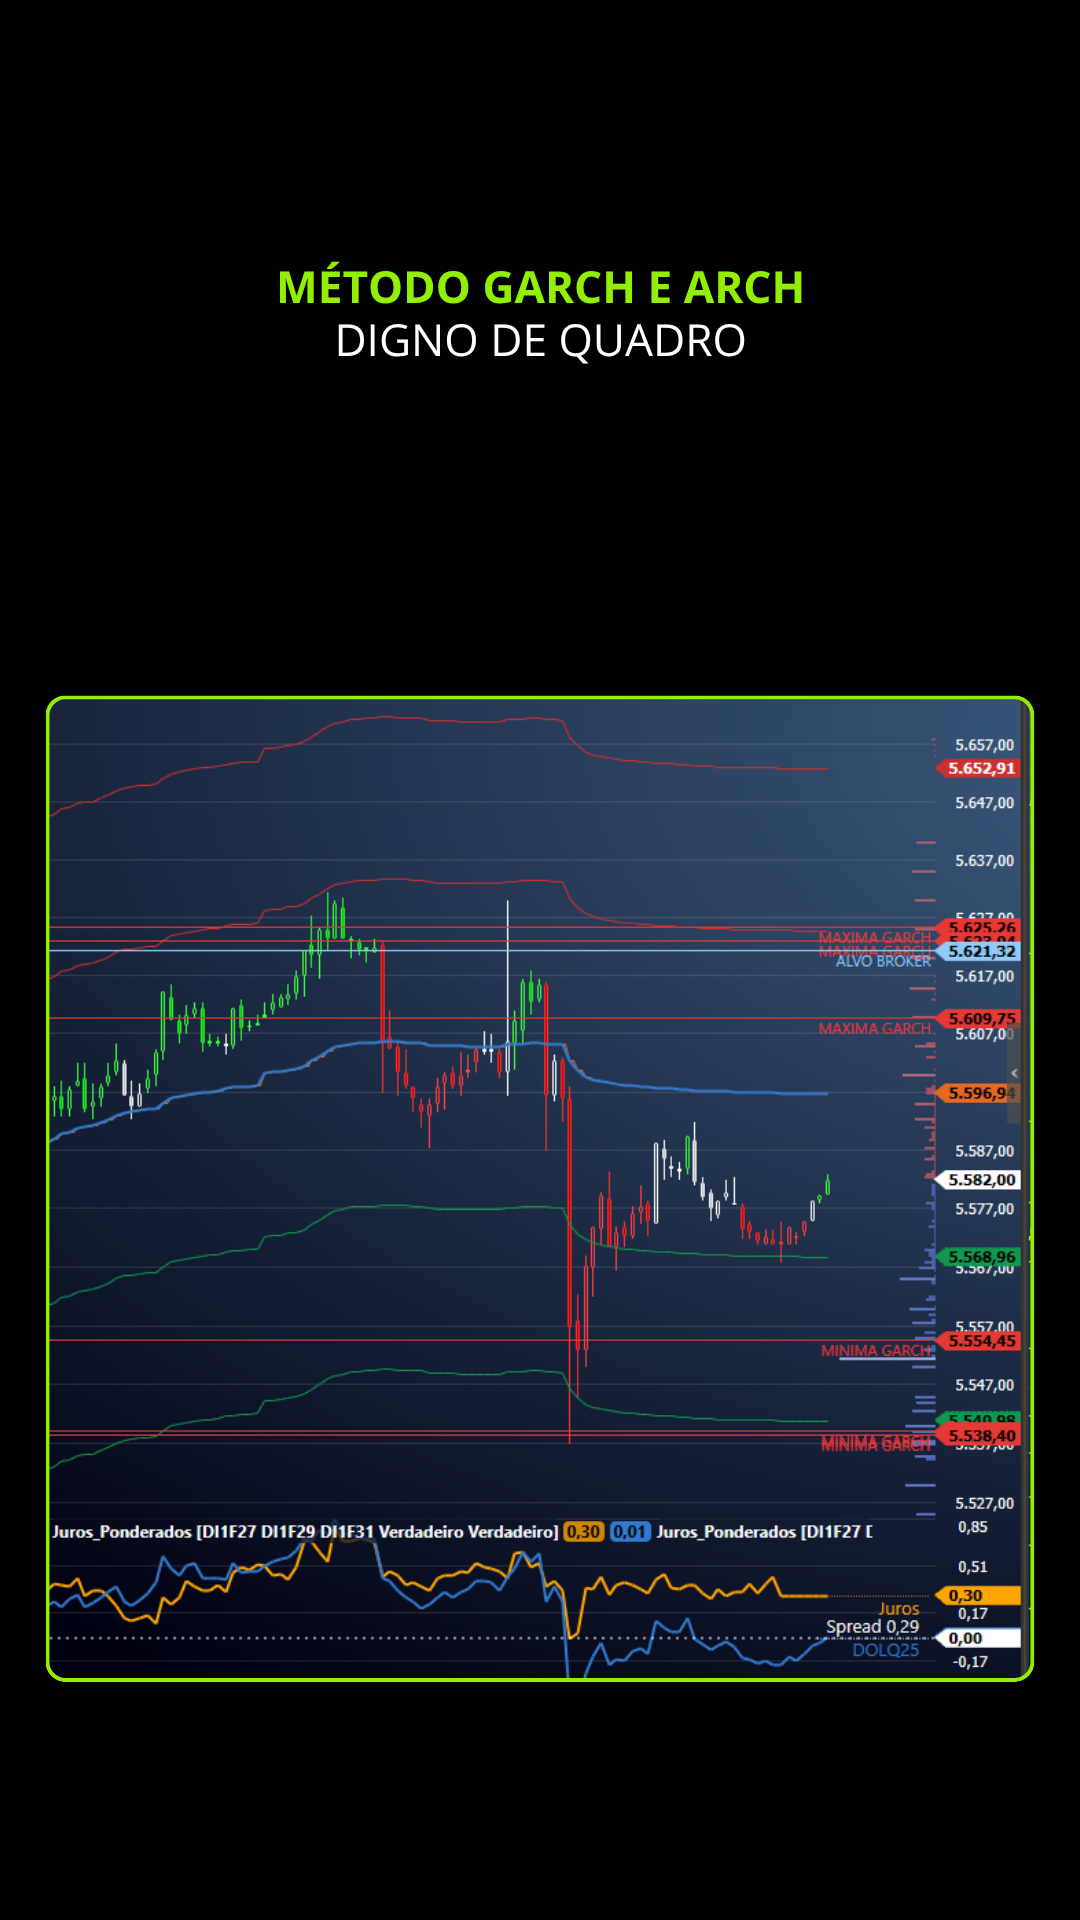 MÉTODO GARCH E ARCH
DIGNO DE QUADRO
5.657,00
5.652,91
5.647,00
5.637,00
5.627,00
5.625,26
MAXIMA GARCH
MAXIMA GARCH
5.621,32
ALVO BROKER
5.617,00
5.609,75
MAXIMA GARCH
5.607,00
<
5.596,94
5.587,00
5.582,00
5.577,00
5.568,96
5.567,00
5.557,00
5.554,45
MINIMA GARCH
5.547,00
5.540,98
5.538,40
MINIMA GARCH
5.537,00
5.527,00
Juros_Ponderados [DI1F27 DI1F29 DI1F31 Verdadeiro Verdadeiro] 0,30 0,01 Juros_Ponderados [DI1F27 [
0,85
0,51
0,30
Juros
0,17
Spread 0,29
0,00
DOLQ25
-0,17